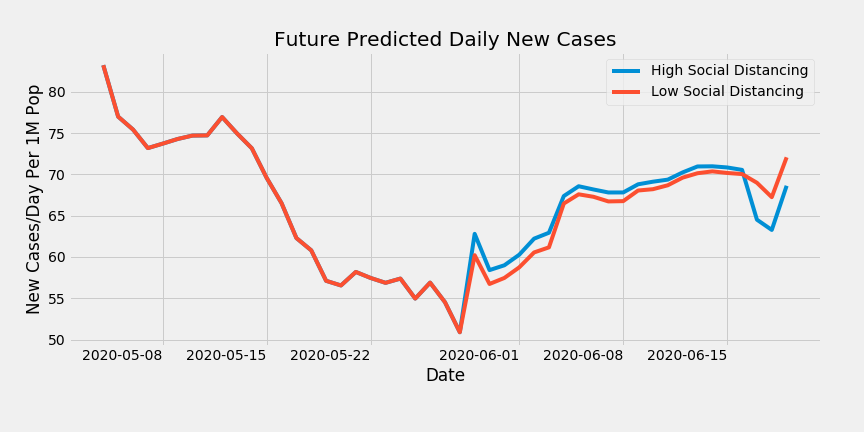 Future Predicted Daily New Cases
High Social Distancing
Low Social Distancing
New Cases/Day Per 1M Pop
80
75
70
65
60
55
50
2020-05-08 2020-05-15 2020-05-22 2020-06-01 2020-06-08 2020-06-15
Date